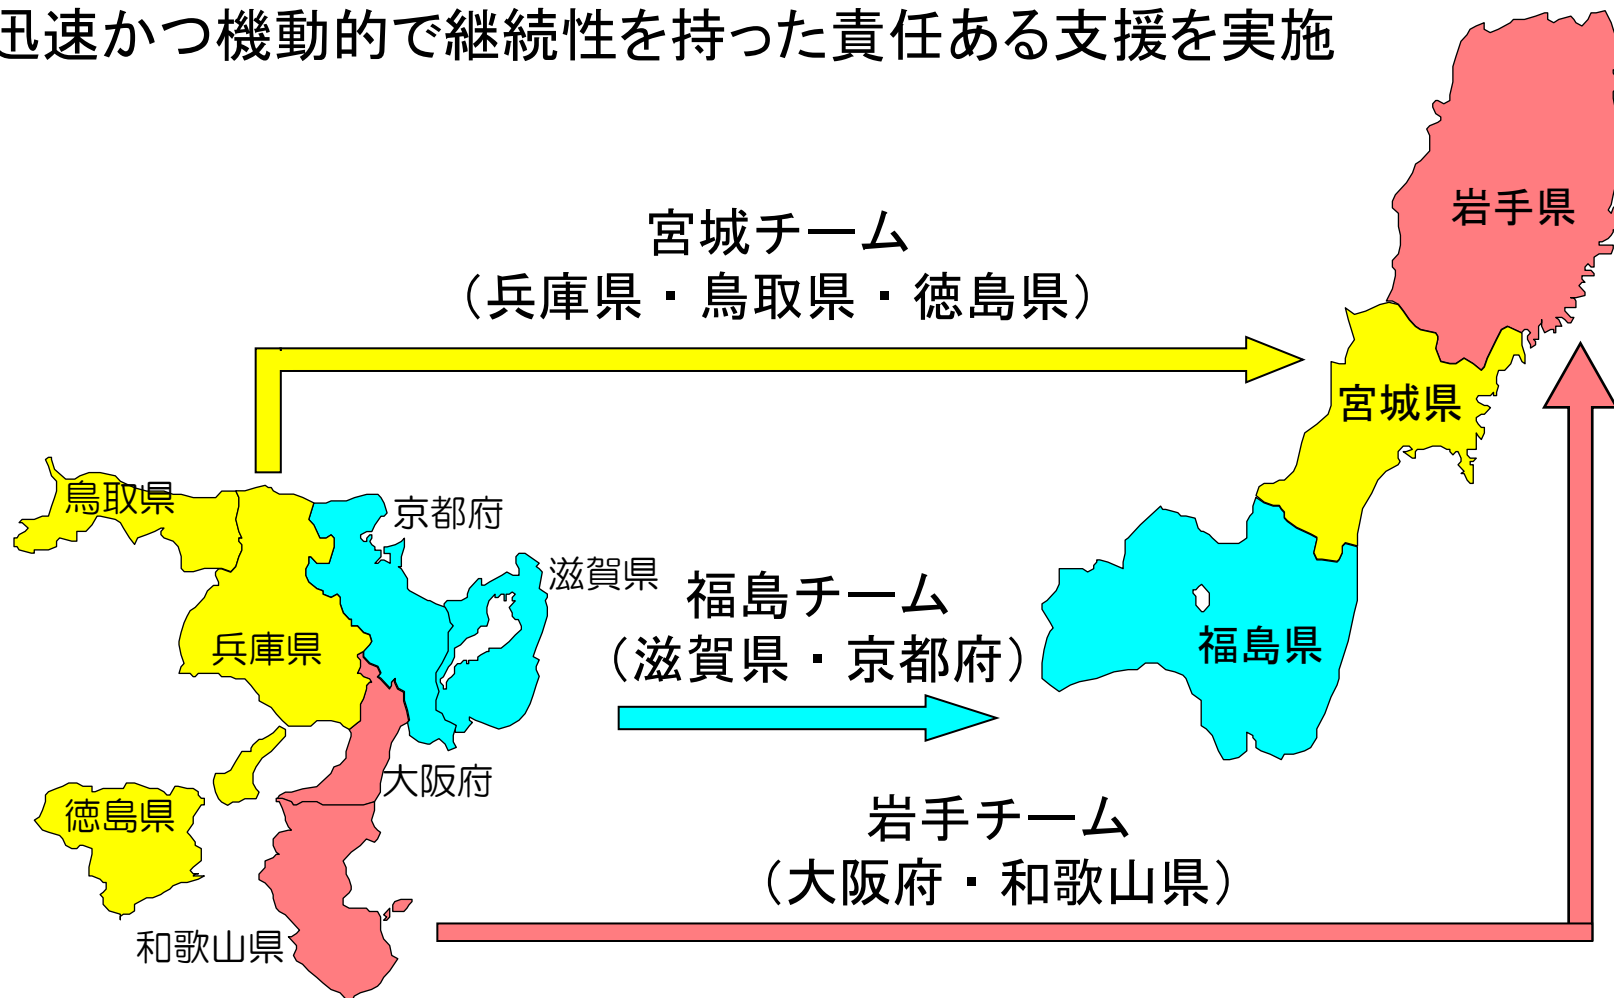 迅速かつ機動的で継続性を持った責任ある支援を実施
岩手県
宮城チーム
（兵庫県・鳥取県・徳島県）
宮城県
鳥取県
京都府
滋賀県
福島チーム
（滋賀県・京都府）
福島県
兵庫県
大阪府
徳島県
岩手チーム
（大阪府・和歌山県）
和歌山県